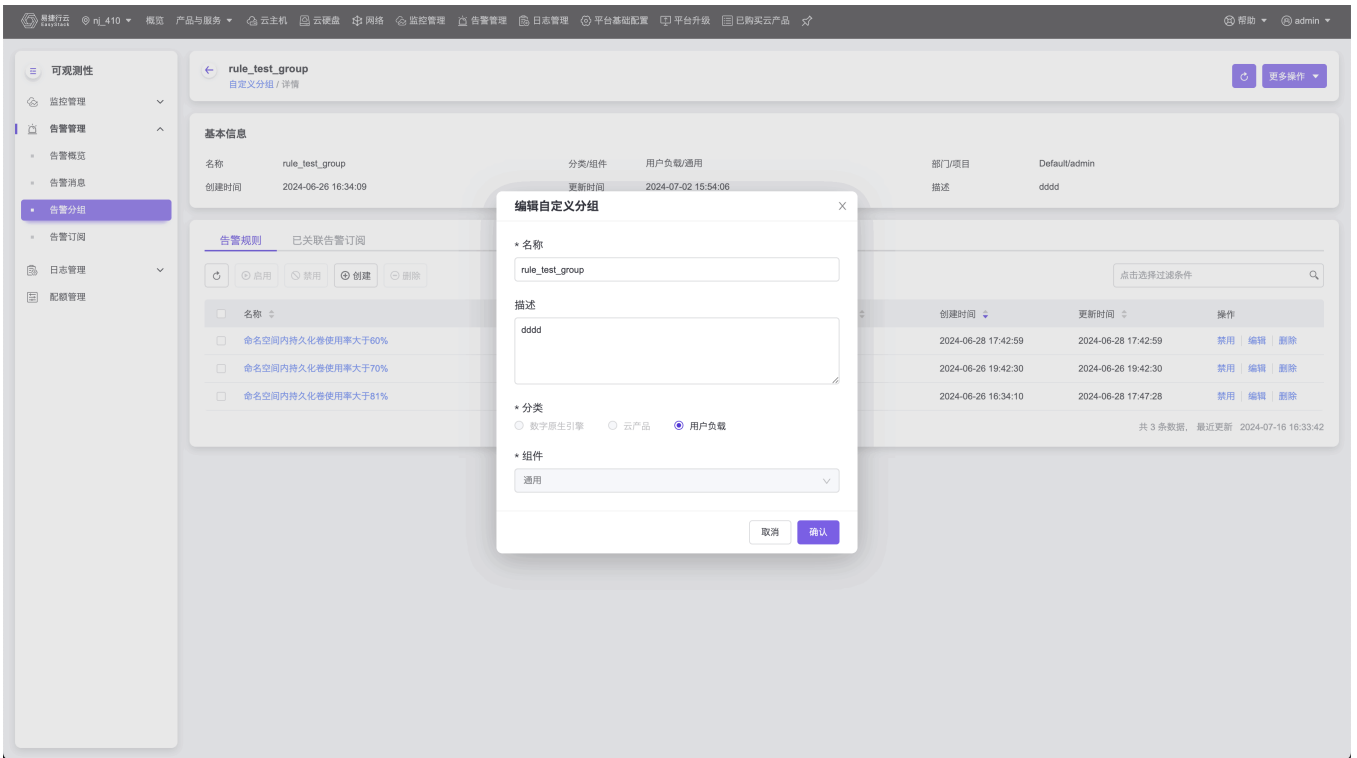 易捷行云 EasyStack nj_410 概览 产品与服务 云主机 云硬盘 网络 监控管理 告警管理 日志管理 平台基础配置 平台升级 已购买云产品 帮助 admin
可观测性
监控管理
告警管理
告警概览
告警消息
告警分组
告警订阅
日志管理
配额管理
rule_test_group
自定义分组 / 详情
更多操作
基本信息
名称 rule_test_group 分类/组件 用户负载/通用 部门/项目 Default/admin
创建时间 2024-06-26 16:34:09 更新时间 2024-07-02 15:54:06 描述 dddd
告警规则 已关联告警订阅
启用 禁用 创建 删除 点击选择过滤条件
名称 创建时间 更新时间 操作
命名空间内持久化卷使用率大于60% 2024-06-28 17:42:59 2024-06-28 17:42:59 禁用 编辑 删除
命名空间内持久化卷使用率大于70% 2024-06-26 19:42:30 2024-06-26 19:42:30 禁用 编辑 删除
命名空间内持久化卷使用率大于81% 2024-06-26 16:34:10 2024-06-28 17:47:28 禁用 编辑 删除
共 3 条数据, 最近更新 2024-07-16 16:33:42
编辑自定义分组
* 名称
rule_test_group
描述
dddd
* 分类
数字原生引擎 云产品 用户负载
* 组件
通用
取消 确认